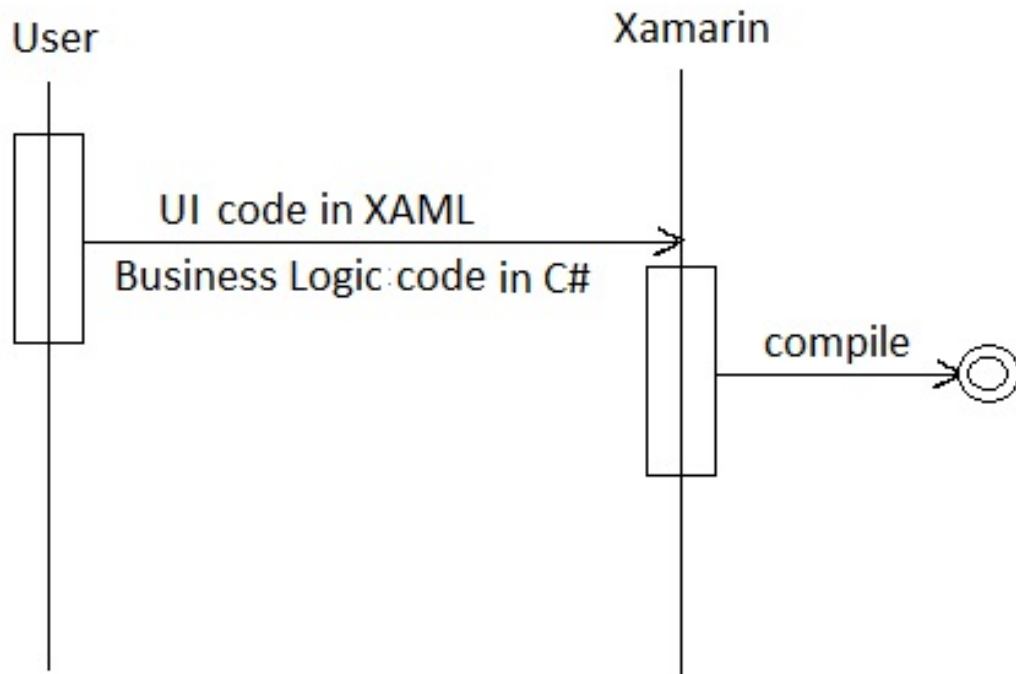 User
Xamarin
UI code in XAML
Business Logic code in C#
compile